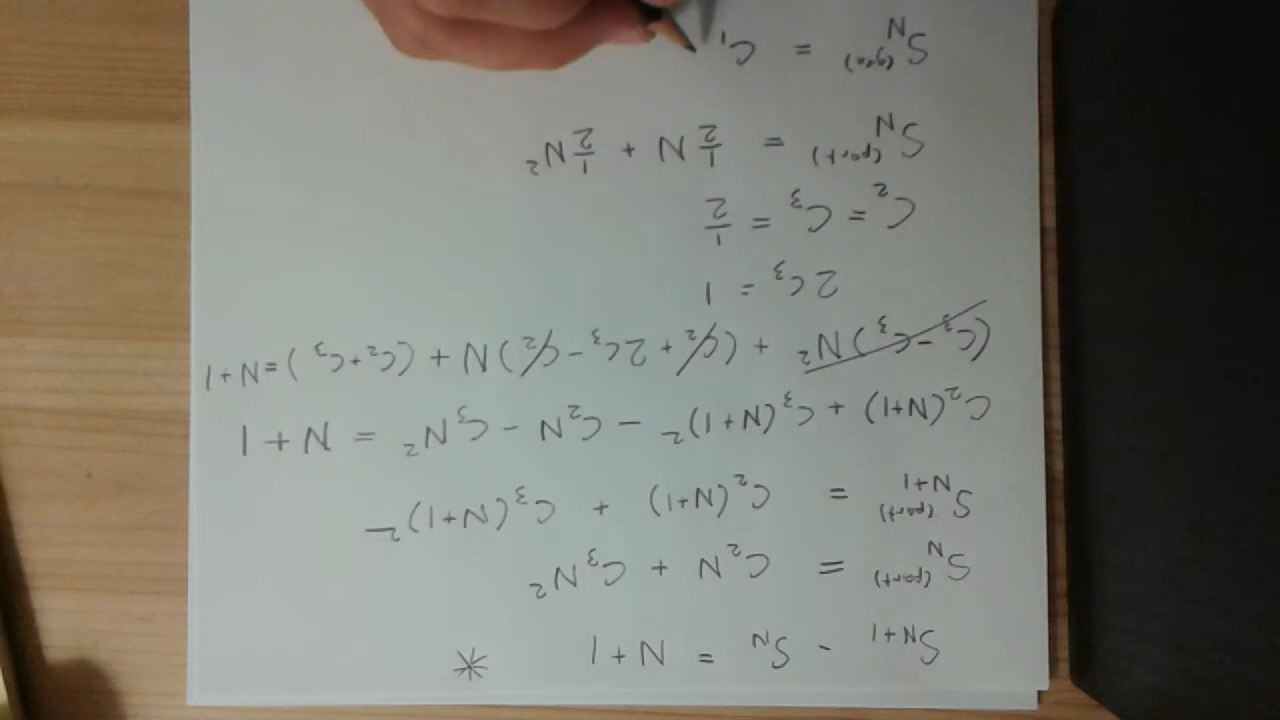 S_{N+1} - S_N = N + 1 *
S_N^{(part)} = C_2 N + C_3 N^2
S_{N+1}^{(part)} = C_2 (N+1) + C_3 (N+1)^2
C_2 (N+1) + C_3 (N+1)^2 - C_2 N - C_3 N^2 = N + 1
(C_3 - C_3) N^2 + (C_2 + 2C_3 - C_2) N + (C_2 + C_3) = N + 1
2C_3 = 1
C_2 = C_3 = 1/2
S_N^{(part)} = 1/2 N + 1/2 N^2
S_N^{(gen)} = C_1